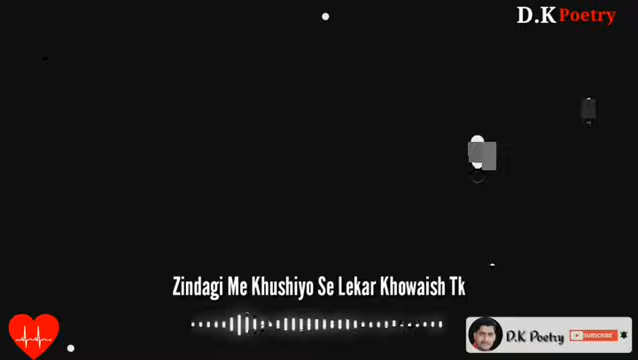 D.K Poetry
Zindagi Me Khushiyo Se Lekar Khowaish Tk
D.K Poetry SUBSCRIBE